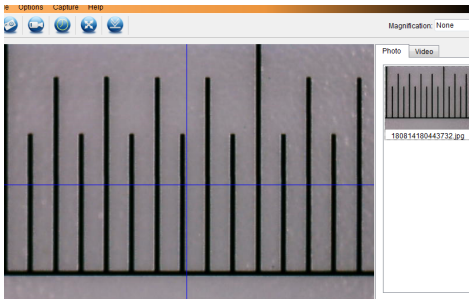 Options Capture Help
Magnification: None
Photo Video
180814180443732.jpg